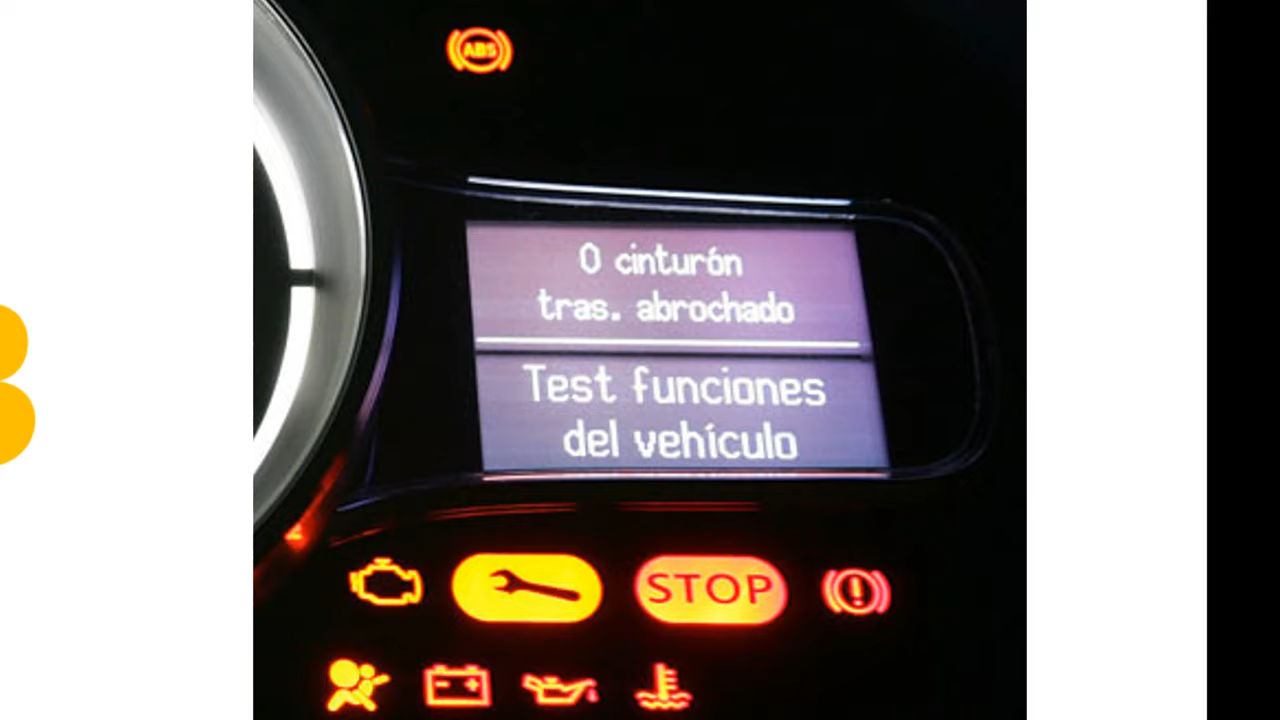 ABS
0 cinturón
tras. abrochado
Test funciones
del vehículo
STOP